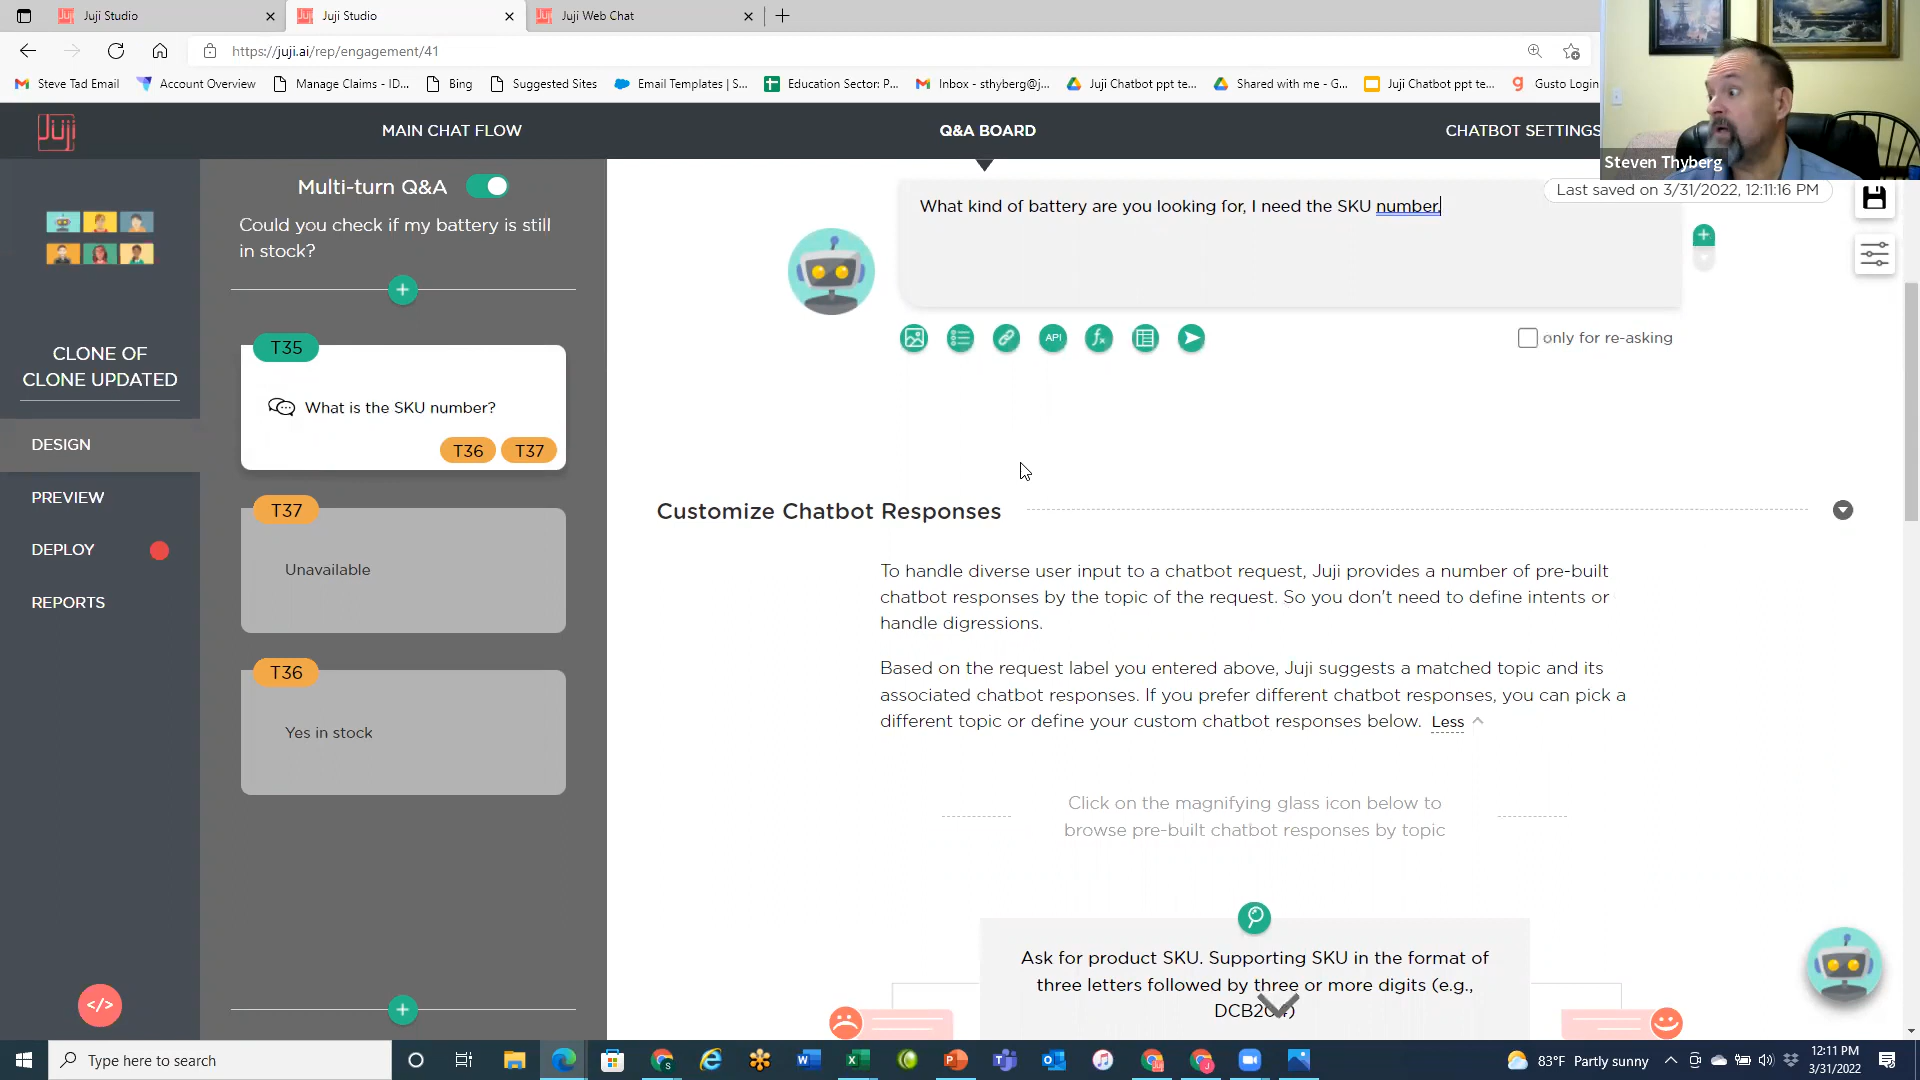 Juji Studio
Juji Studio
Juji Web Chat
https://juji.ai/rep/engagement/41
Steve Tad Email
Account Overview
Manage Claims - ID...
Bing
Suggested Sites
Email Templates | S...
Education Sector: P...
Inbox - sthyberg@j...
Juji Chatbot ppt te...
Shared with me - G...
Juji Chatbot ppt te...
Gusto Login
Juji
MAIN CHAT FLOW
Q&A BOARD
CHATBOT SETTINGS
Steven Thyberg
Multi-turn Q&A
Could you check if my battery is still
in stock?
What kind of battery are you looking for, I need the SKU number.
Last saved on 3/31/2022, 12:11:16 PM
CLONE OF
CLONE UPDATED
DESIGN
PREVIEW
DEPLOY
REPORTS
</>
T35
What is the SKU number?
T36
T37
T37
Unavailable
T36
Yes in stock
API
fx
only for re-asking
Customize Chatbot Responses
To handle diverse user input to a chatbot request, Juji provides a number of pre-built
chatbot responses by the topic of the request. So you don't need to define intents or
handle digressions.
Based on the request label you entered above, Juji suggests a matched topic and its
associated chatbot responses. If you prefer different chatbot responses, you can pick a
different topic or define your custom chatbot responses below. Less
Click on the magnifying glass icon below to
browse pre-built chatbot responses by topic
Ask for product SKU. Supporting SKU in the format of
three letters followed by three or more digits (e.g.,
DCB204)
Type here to search
83°F Partly sunny
12:11 PM
3/31/2022